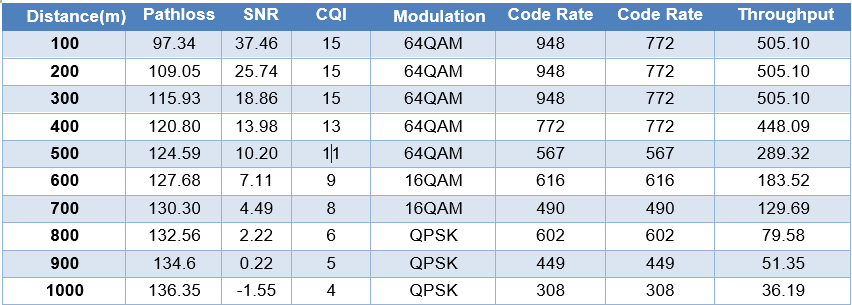 Distance(m) Pathloss SNR CQI Modulation Code Rate Code Rate Throughput
100 97.34 37.46 15 64QAM 948 772 505.10
200 109.05 25.74 15 64QAM 948 772 505.10
300 115.93 18.86 15 64QAM 948 772 505.10
400 120.80 13.98 13 64QAM 772 772 448.09
500 124.59 10.20 11 64QAM 567 567 289.32
600 127.68 7.11 9 16QAM 616 616 183.52
700 130.30 4.49 8 16QAM 490 490 129.69
800 132.56 2.22 6 QPSK 602 602 79.58
900 134.6 0.22 5 QPSK 449 449 51.35
1000 136.35 -1.55 4 QPSK 308 308 36.19